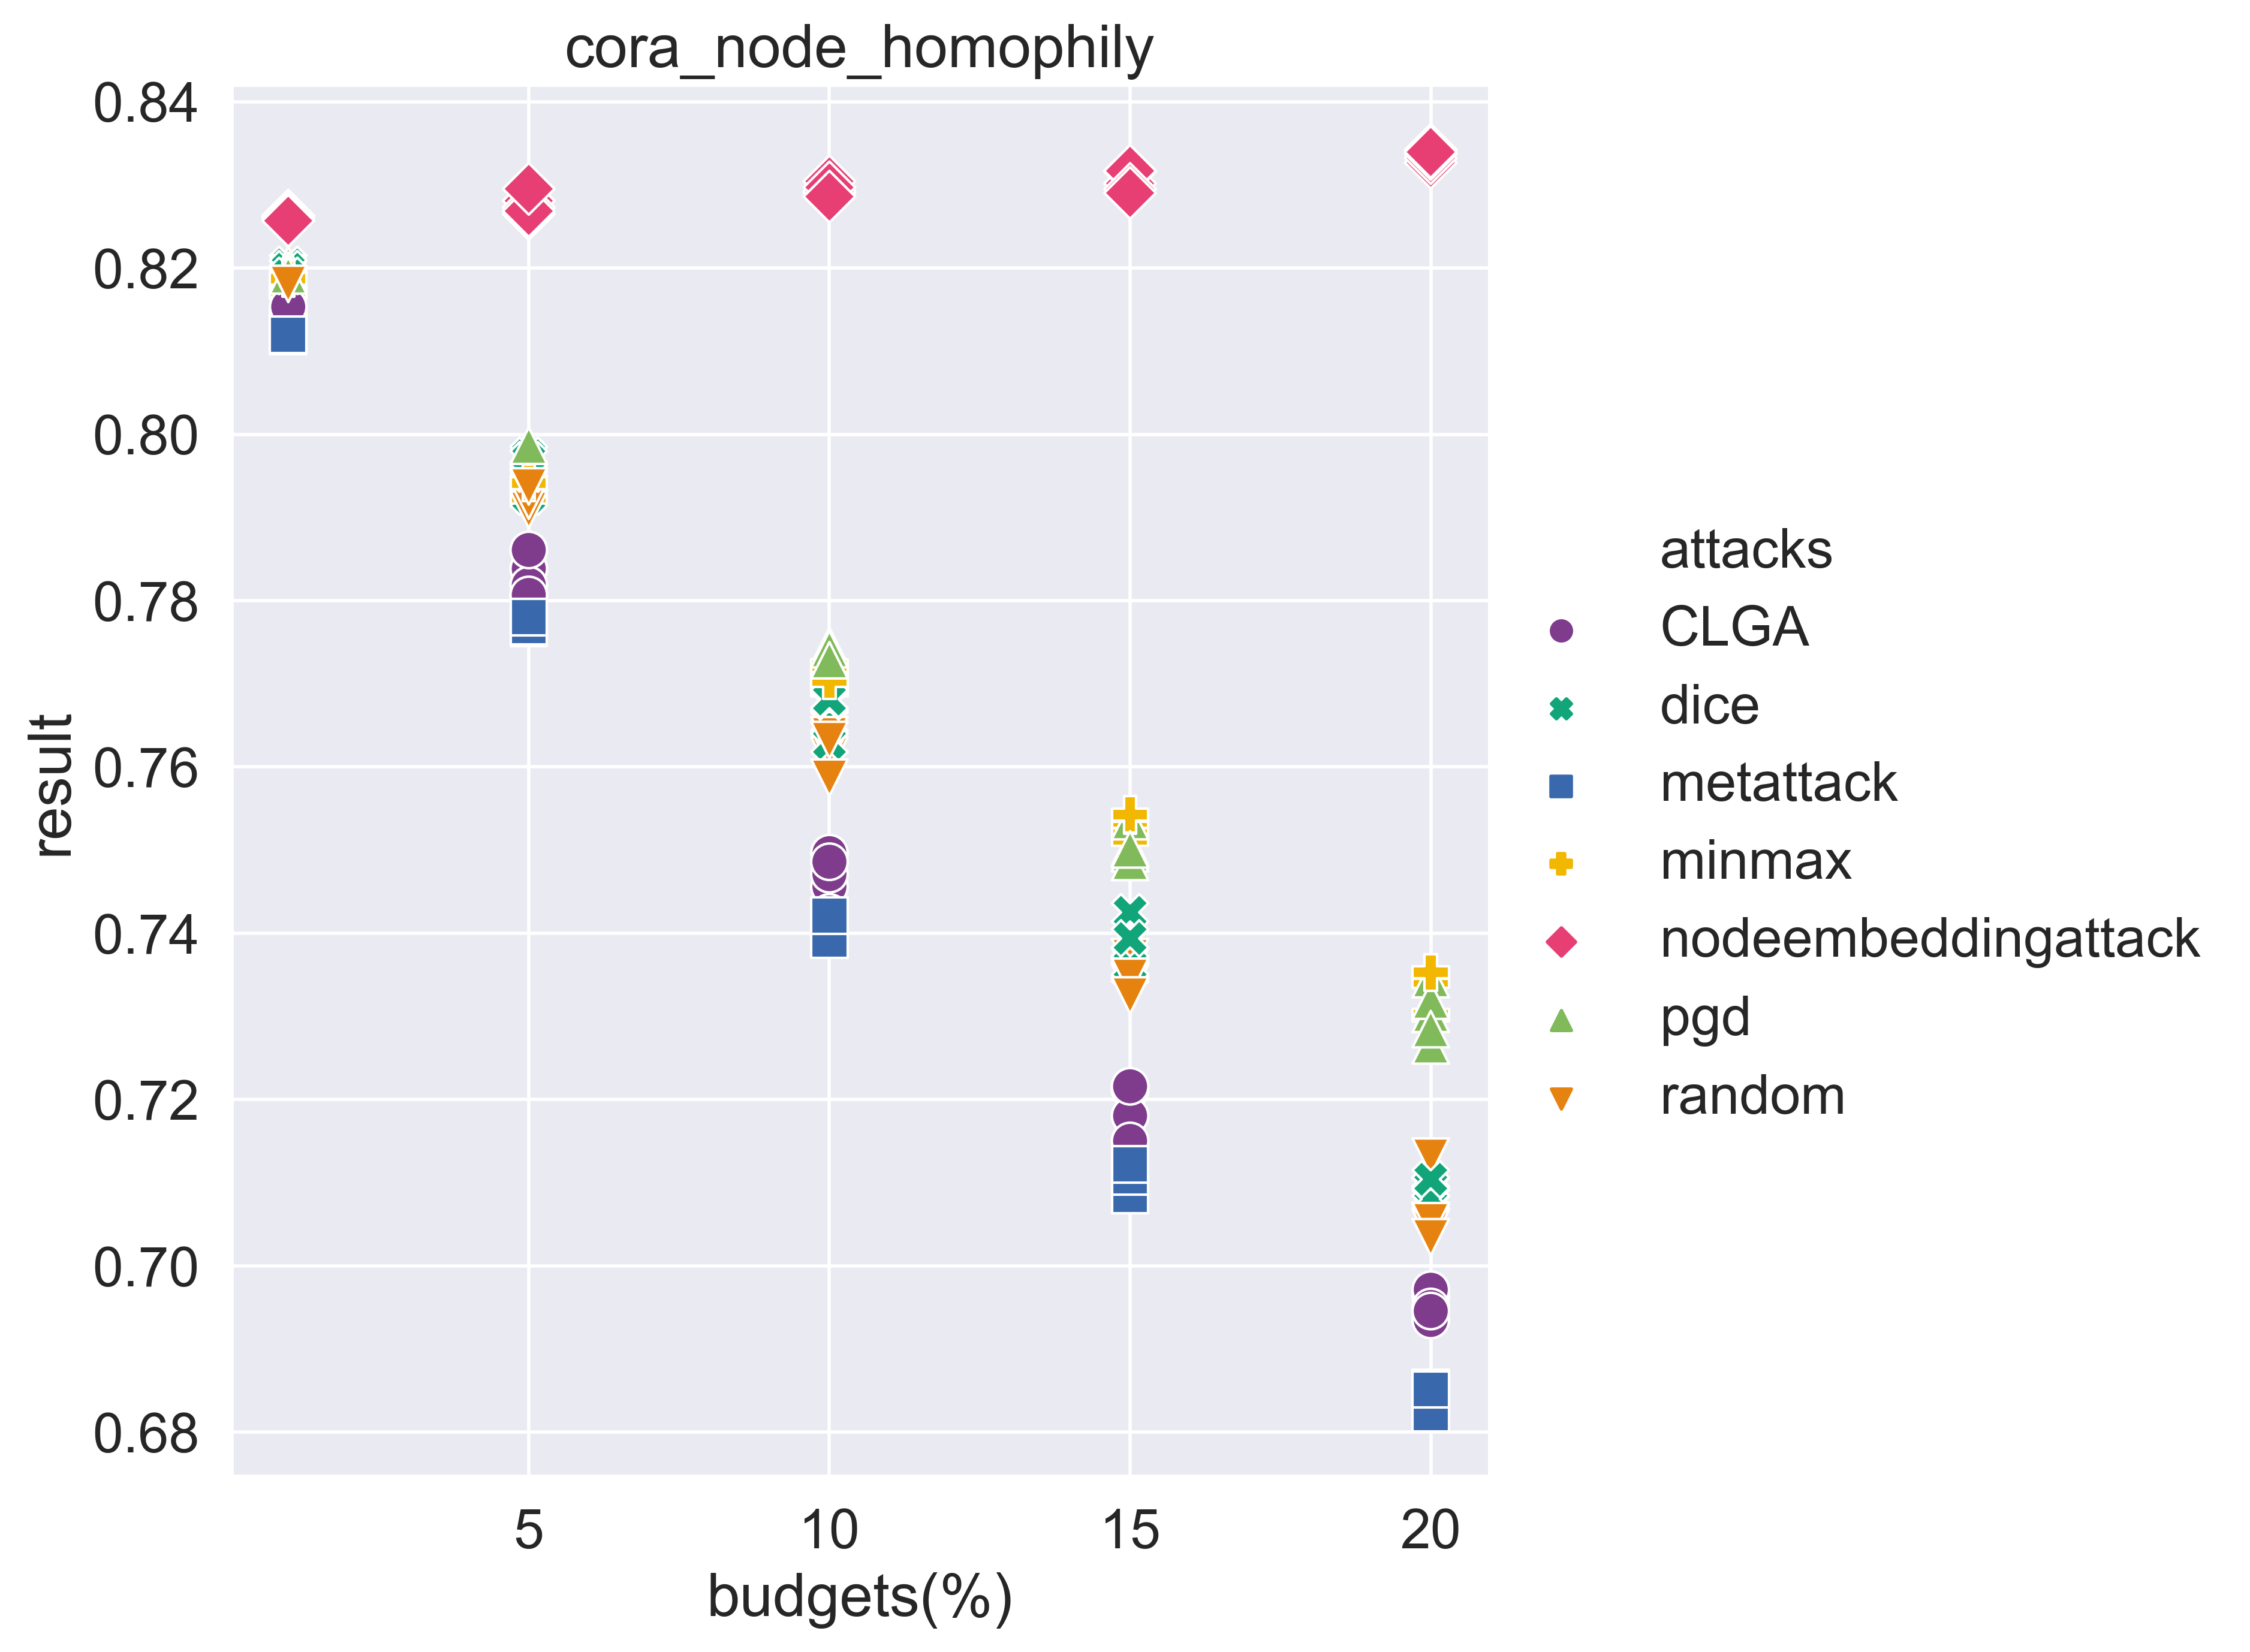 cora_node_homophily
0.84
0.82
0.80
0.78
0.76
0.74
0.72
0.70
0.68
result
5 10 15 20
budgets(%)
attacks
CLGA
dice
metattack
minmax
nodeembeddingattack
pgd
random